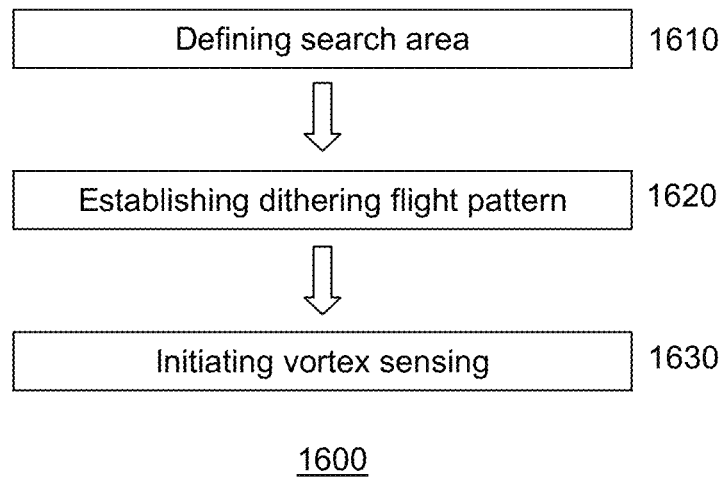 Defining search area 1610
Establishing dithering flight pattern 1620
Initiating vortex sensing 1630
1600